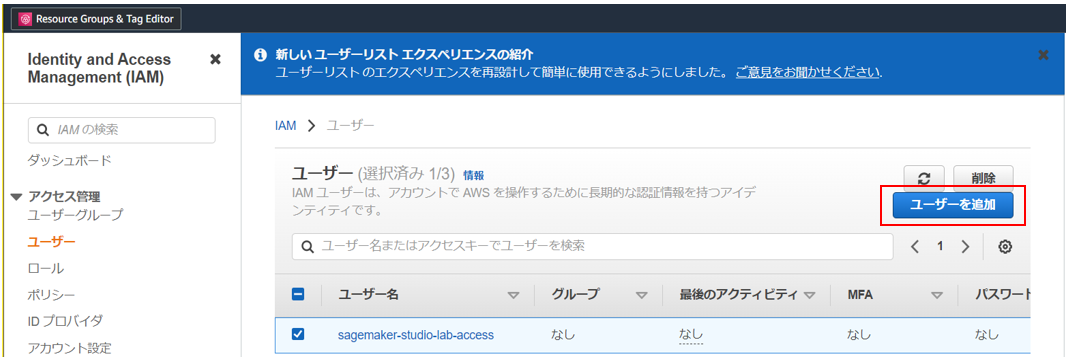 Resource Groups & Tag Editor
Identity and Access
Management (IAM)
IAM の検索
ダッシュボード
アクセス管理
ユーザーグループ
ユーザー
ロール
ポリシー
ID プロバイダ
アカウント設定
新しい ユーザーリスト エクスペリエンスの紹介
ユーザーリスト のエクスペリエンスを再設計して簡単に使用できるようにしました。 ご意見をお聞かせください.
IAM > ユーザー
ユーザー (選択済み 1/3) 情報
IAM ユーザーは、アカウントで AWS を操作するために長期的な認証情報を持つアイデ
ンティティです。
削除
ユーザーを追加
ユーザー名またはアクセスキーでユーザーを検索
1
ユーザー名 グループ 最後のアクティビティ MFA パスワード
sagemaker-studio-lab-access なし なし なし なし